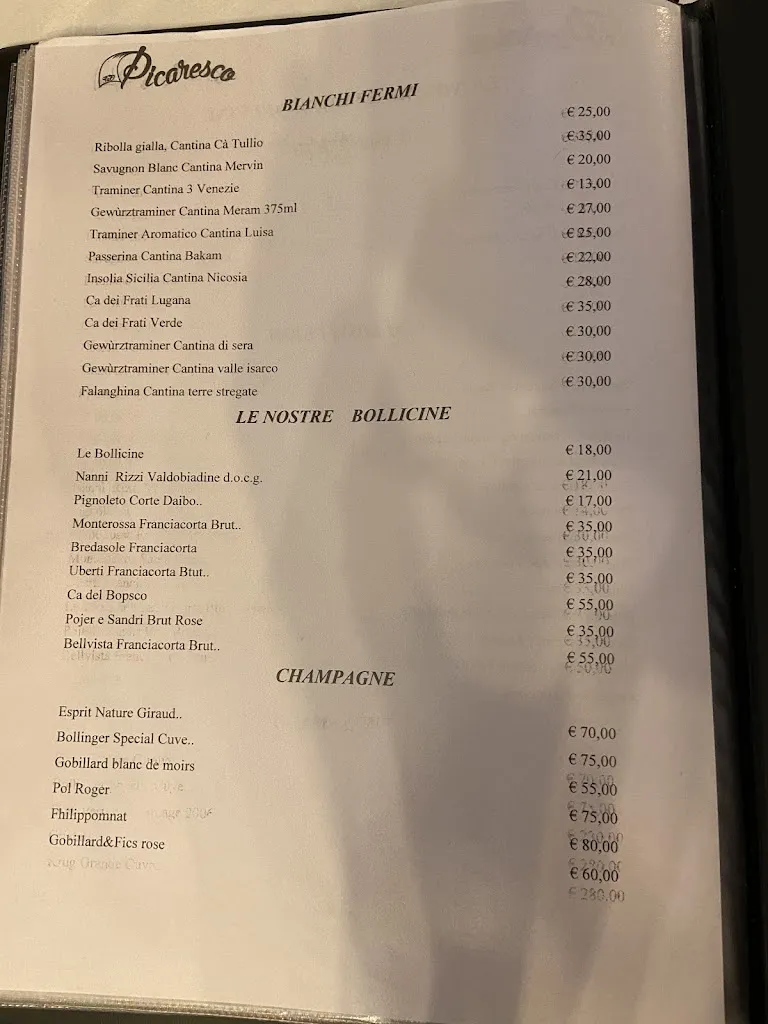 Picaresco
BIANCHI FERMI
Ribolla gialla, Cantina Cà Tullio € 25,00
Savugnon Blanc Cantina Mervin € 35,00
Traminer Cantina 3 Venezie € 20,00
Gewùrztraminer Cantina Meram 375ml € 13,00
Traminer Aromatico Cantina Luisa € 27,00
Passerina Cantina Bakam € 25,00
Insolia Sicilia Cantina Nicosia € 22,00
Ca dei Frati Lugana € 28,00
Ca dei Frati Verde € 35,00
Gewùrztraminer Cantina di sera € 30,00
Gewùrztraminer Cantina valle isarco € 30,00
Falanghina Cantina terre stregate € 30,00
LE NOSTRE BOLLICINE
Le Bollicine € 18,00
Nanni Rizzi Valdobiadine d.o.c.g. € 21,00
Pignoleto Corte Daibo.. € 17,00
Monterossa Franciacorta Brut.. € 35,00
Bredasole Franciacorta € 35,00
Uberti Franciacorta Btut.. € 35,00
Ca del Bopsco € 55,00
Pojer e Sandri Brut Rose € 35,00
Bellvista Franciacorta Brut.. € 55,00
CHAMPAGNE
Esprit Nature Giraud.. € 70,00
Bollinger Special Cuve.. € 75,00
Gobillard blanc de moirs € 55,00
Pol Roger € 75,00
Fhilippomnat € 80,00
Gobillard&Fics rose € 60,00
€ 280.00